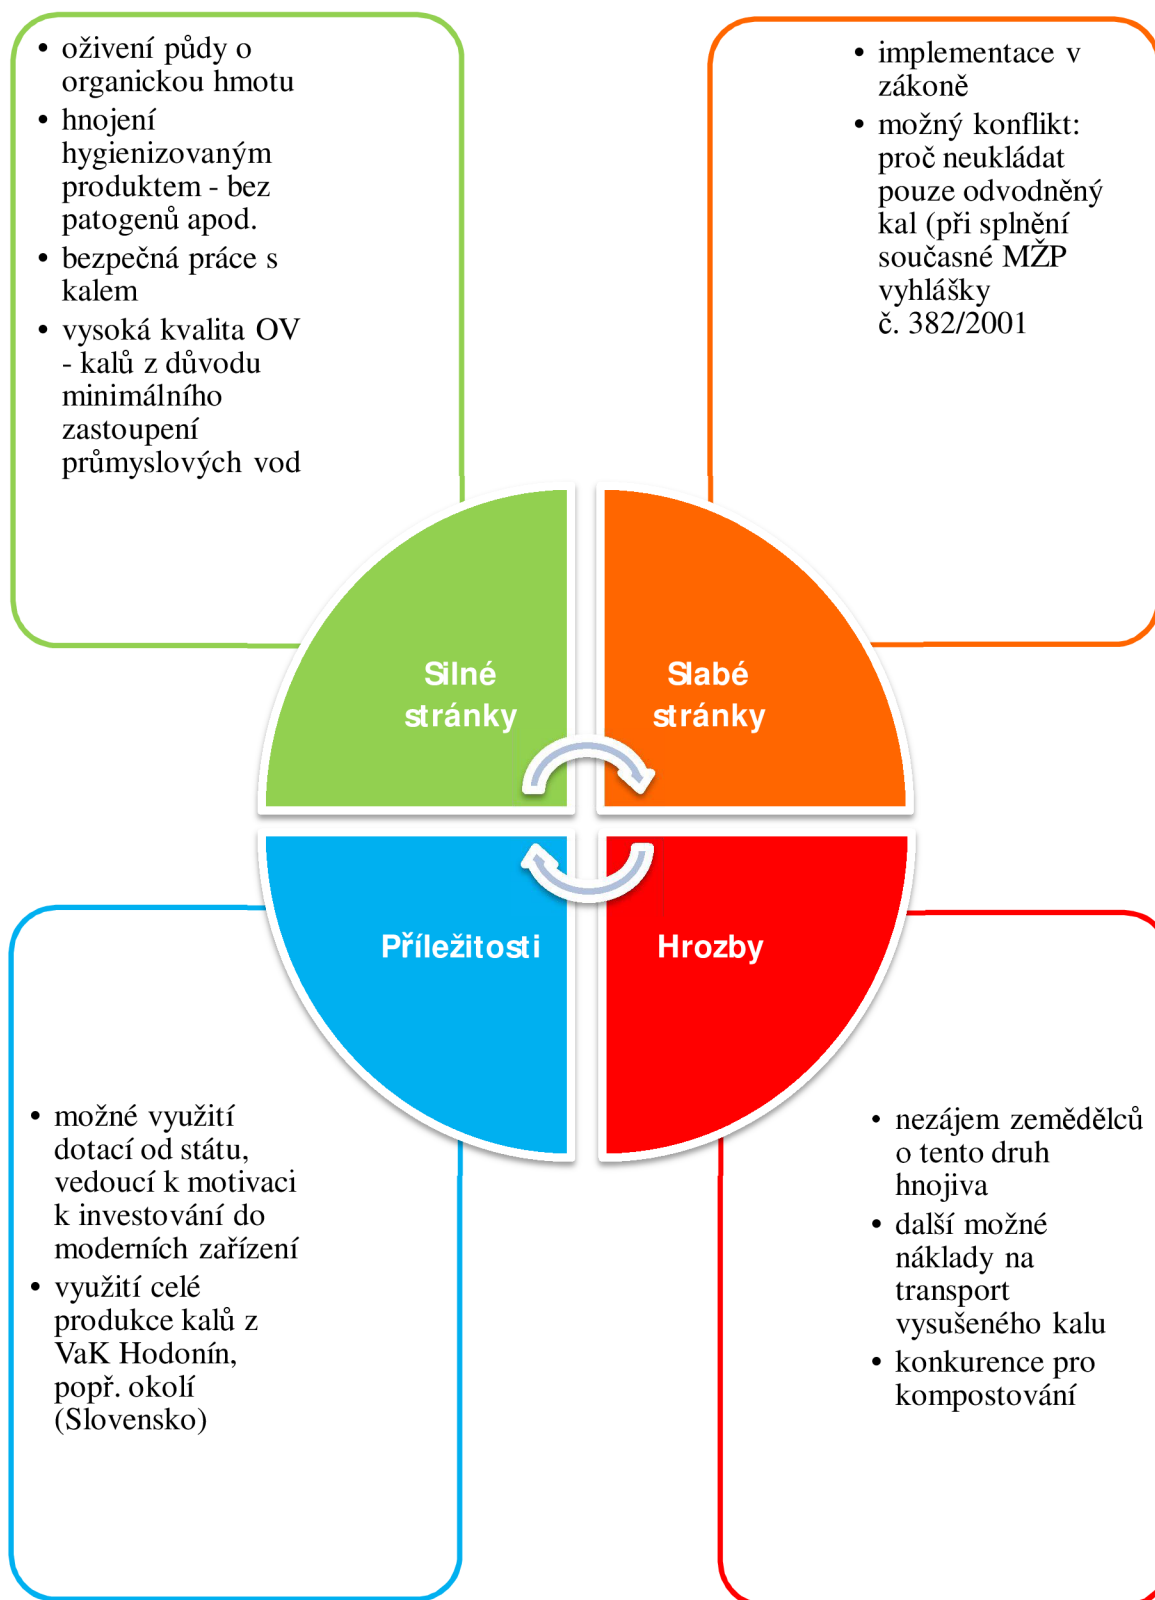 • oživení půdy o
organickou hmotu
• hnojení
hygienizovaným
produktem - bez
patogenů apod.
• bezpečná práce s
kalem
• vysoká kvalita OV
- kalů z důvodu
minimálního
zastoupení
průmyslových vod
• implementace v
zákoně
• možný konflikt:
proč neukládat
pouze odvodněný
kal (při splnění
současné MŽP
vyhlášky
č. 382/2001
Silné
stránky
Slabé
stránky
Příležitosti
Hrozby
• možné využití
dotací od státu,
vedoucí k motivaci
k investování do
moderních zařízení
• využití celé
produkce kalů z
VaK Hodonín,
popř. okolí
(Slovensko)
• nezájem zemědělců
o tento druh
hnojiva
• další možné
náklady na
transport
vysušeného kalu
• konkurence pro
kompostování